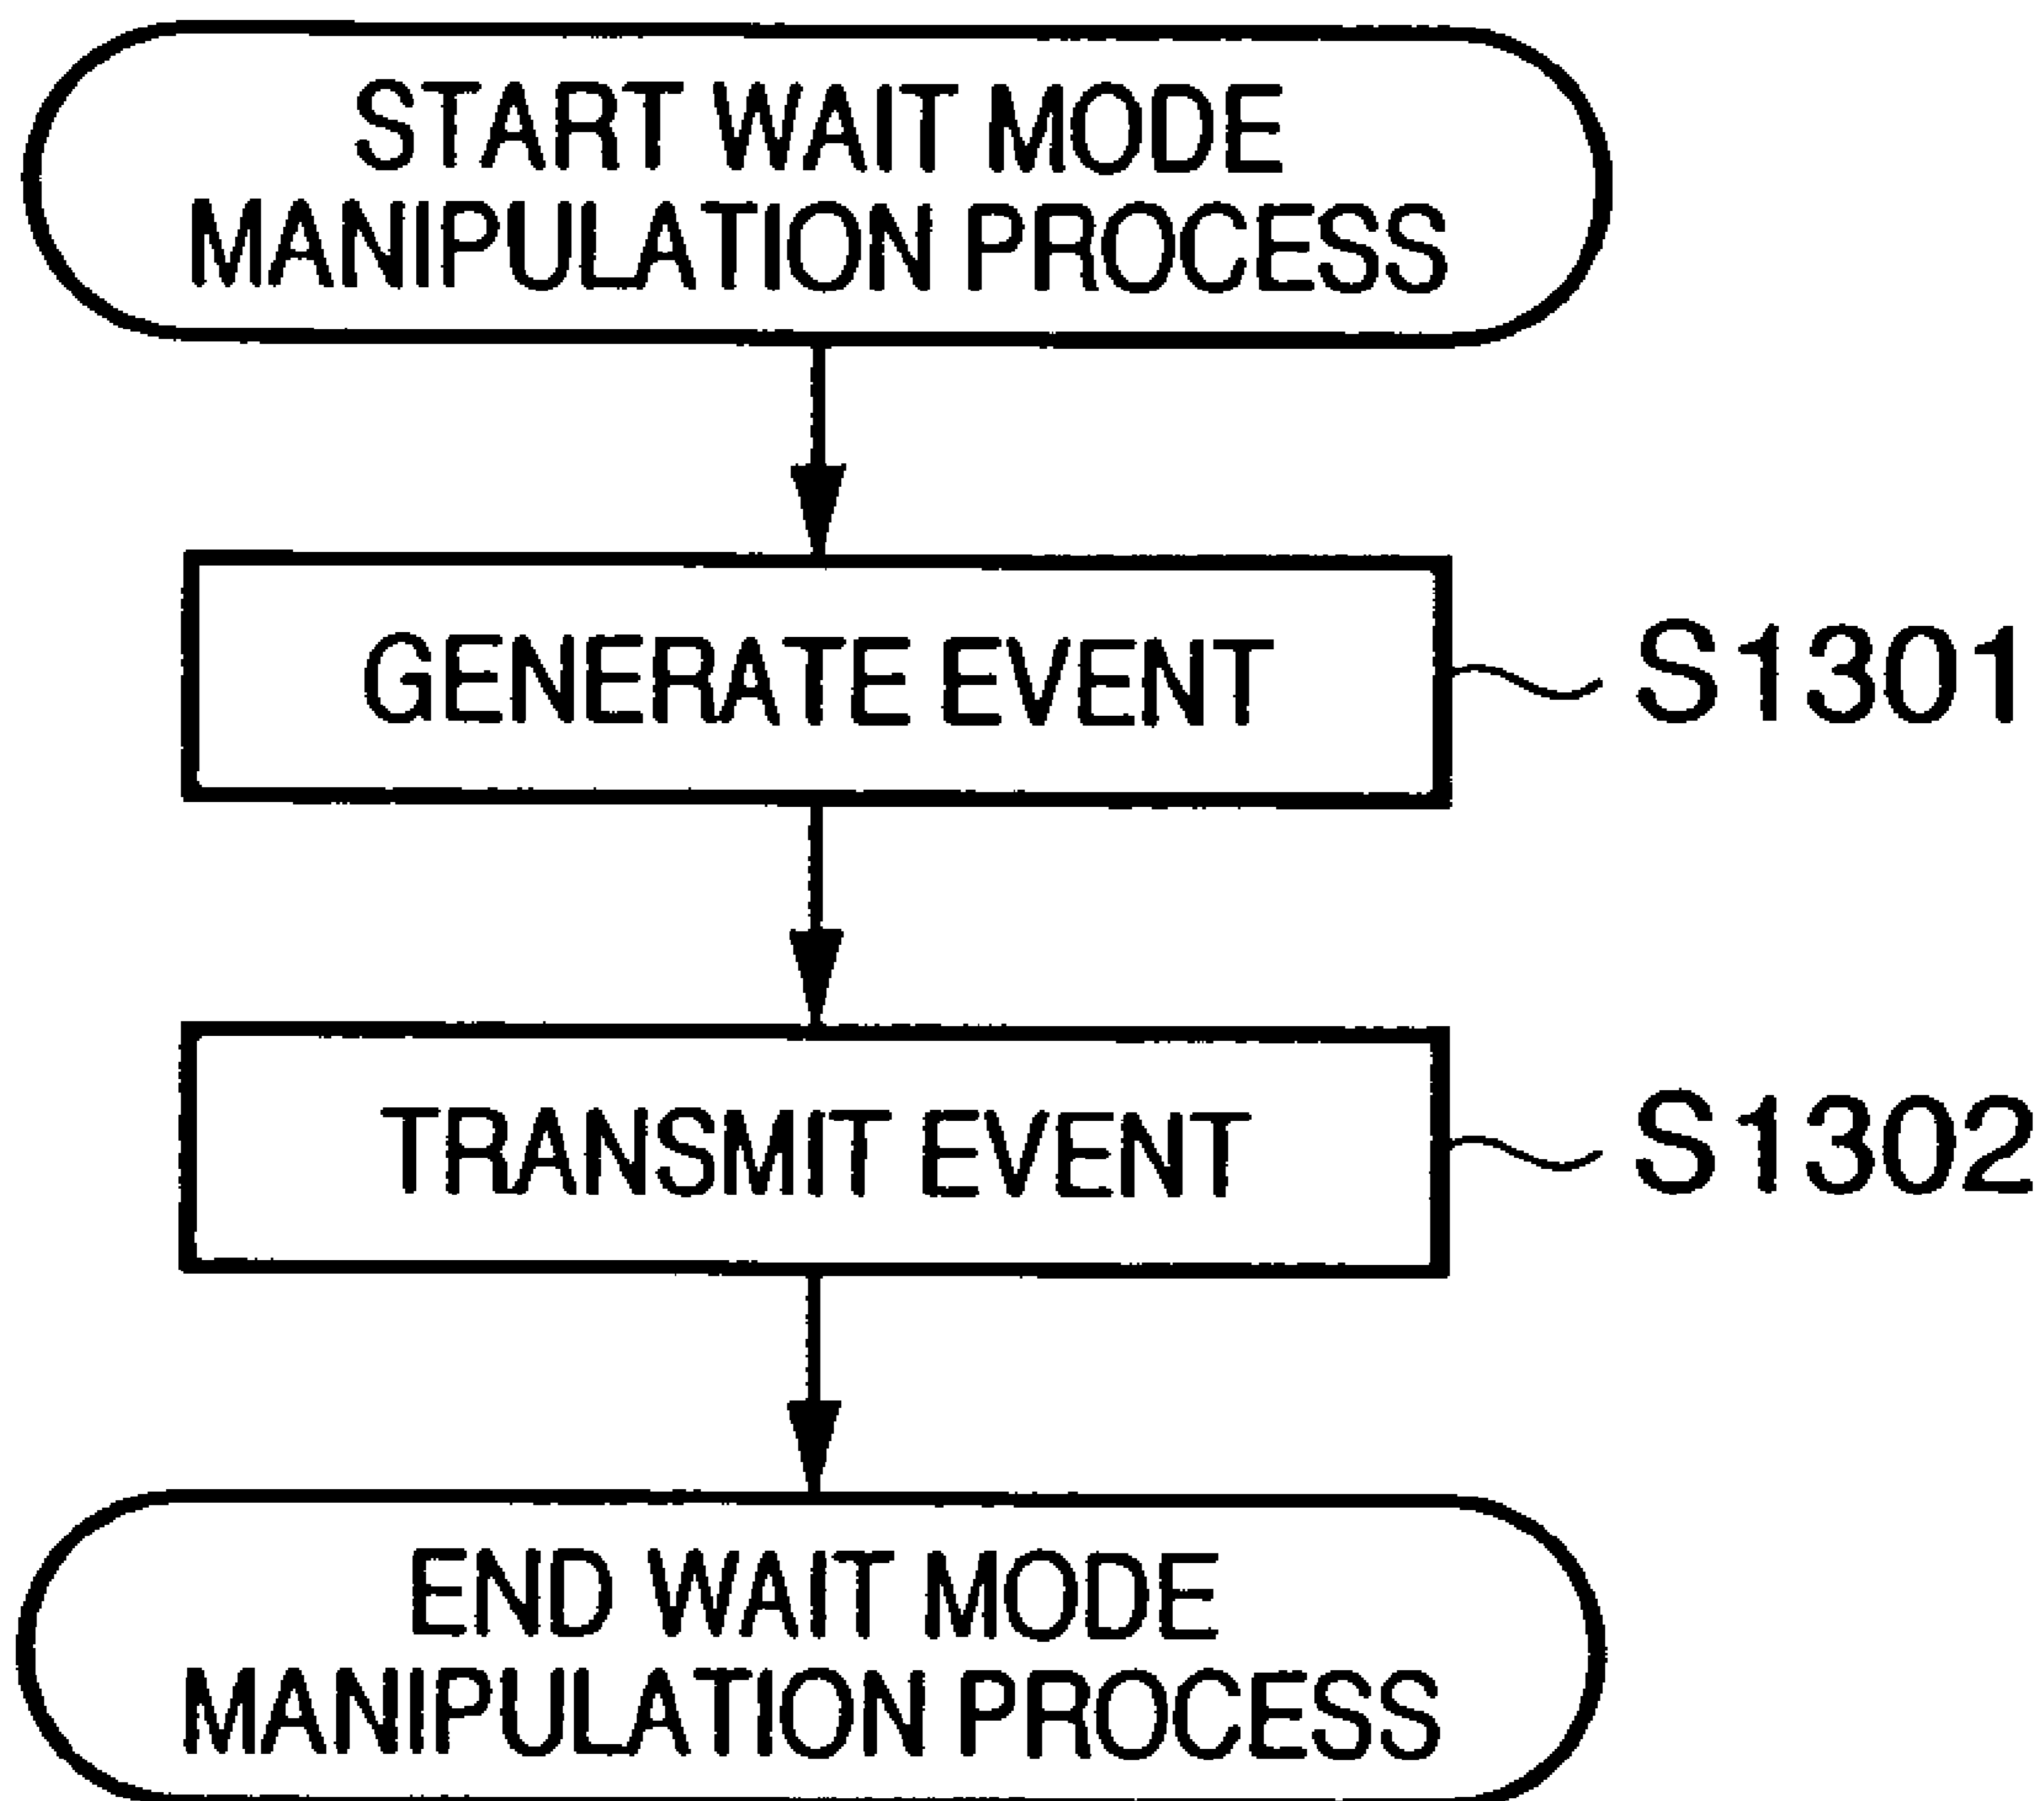 START WAIT MODE
MANIPULATION PROCESS
GENERATE EVENT
S1301
TRANSMIT EVENT
S1302
END WAIT MODE
MANIPULATION PROCESS